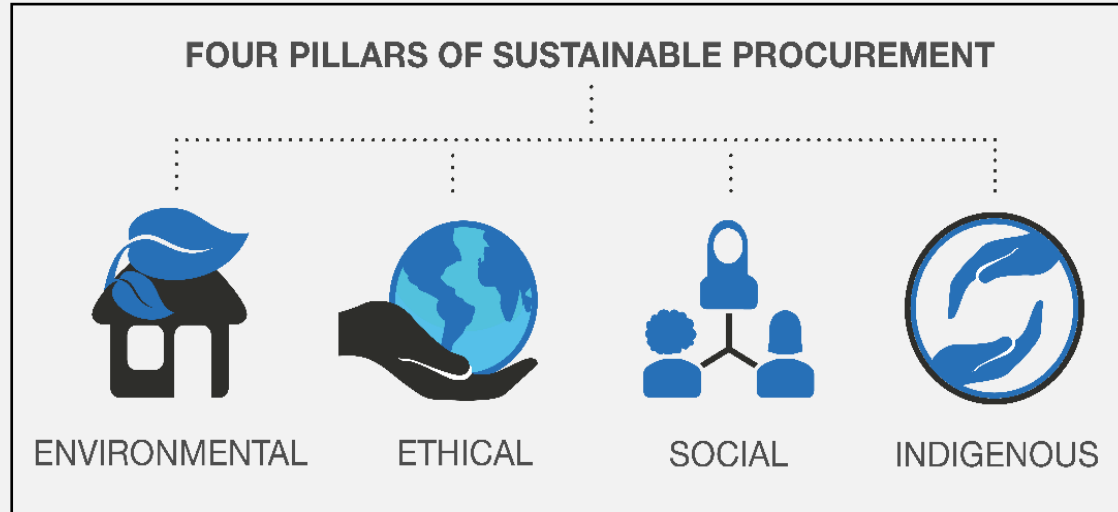 FOUR PILLARS OF SUSTAINABLE PROCUREMENT
ENVIRONMENTAL
ETHICAL
SOCIAL
INDIGENOUS